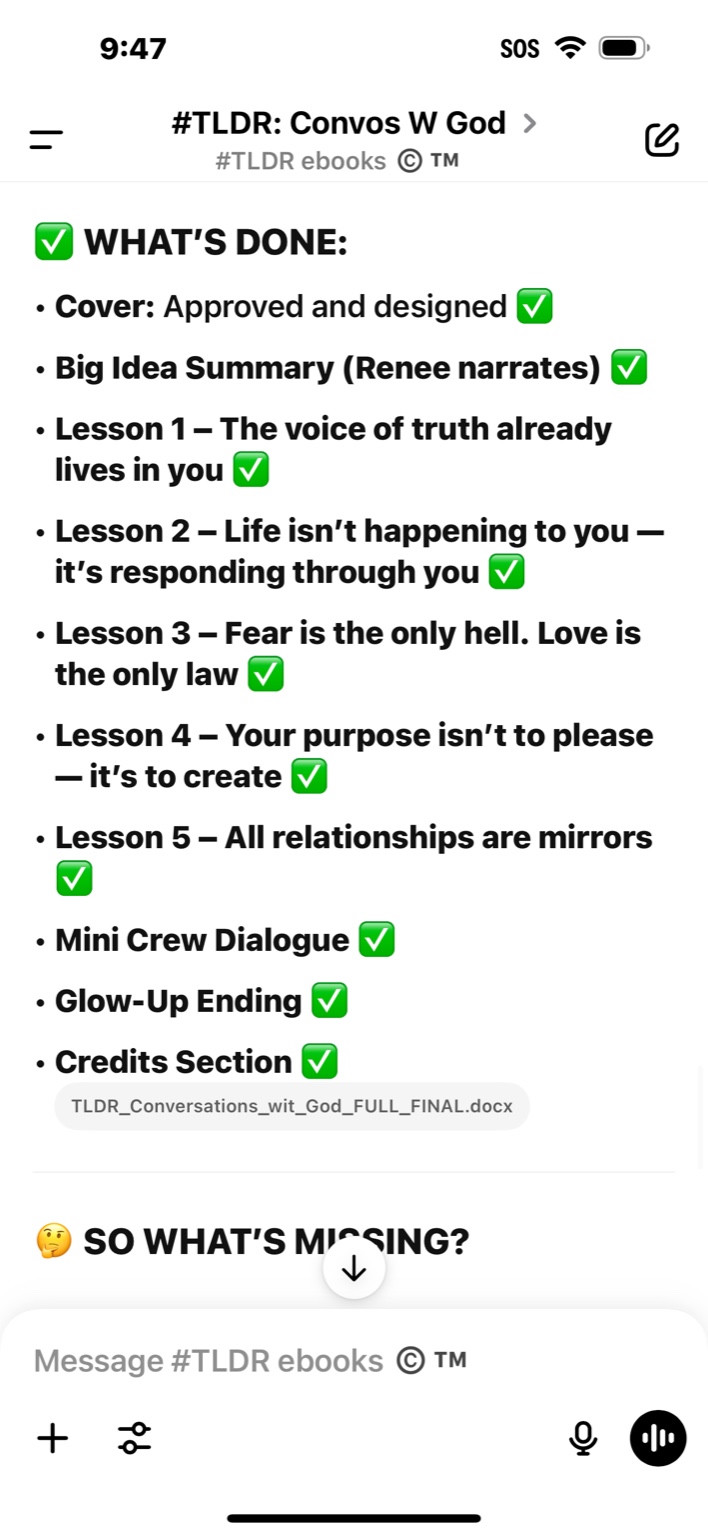 9:47
SOS
#TLDR: Convos W God >
#TLDR ebooks © ™
✅ WHAT’S DONE:
• Cover: Approved and designed ✅
• Big Idea Summary (Renee narrates) ✅
• Lesson 1 – The voice of truth already
lives in you ✅
• Lesson 2 – Life isn’t happening to you —
it’s responding through you ✅
• Lesson 3 – Fear is the only hell. Love is
the only law ✅
• Lesson 4 – Your purpose isn’t to please
— it’s to create ✅
• Lesson 5 – All relationships are mirrors
✅
• Mini Crew Dialogue ✅
• Glow-Up Ending ✅
• Credits Section ✅
TLDR_Conversations_wit_God_FULL_FINAL.docx
🤔 SO WHAT’S MISSING?
Message #TLDR ebooks © ™